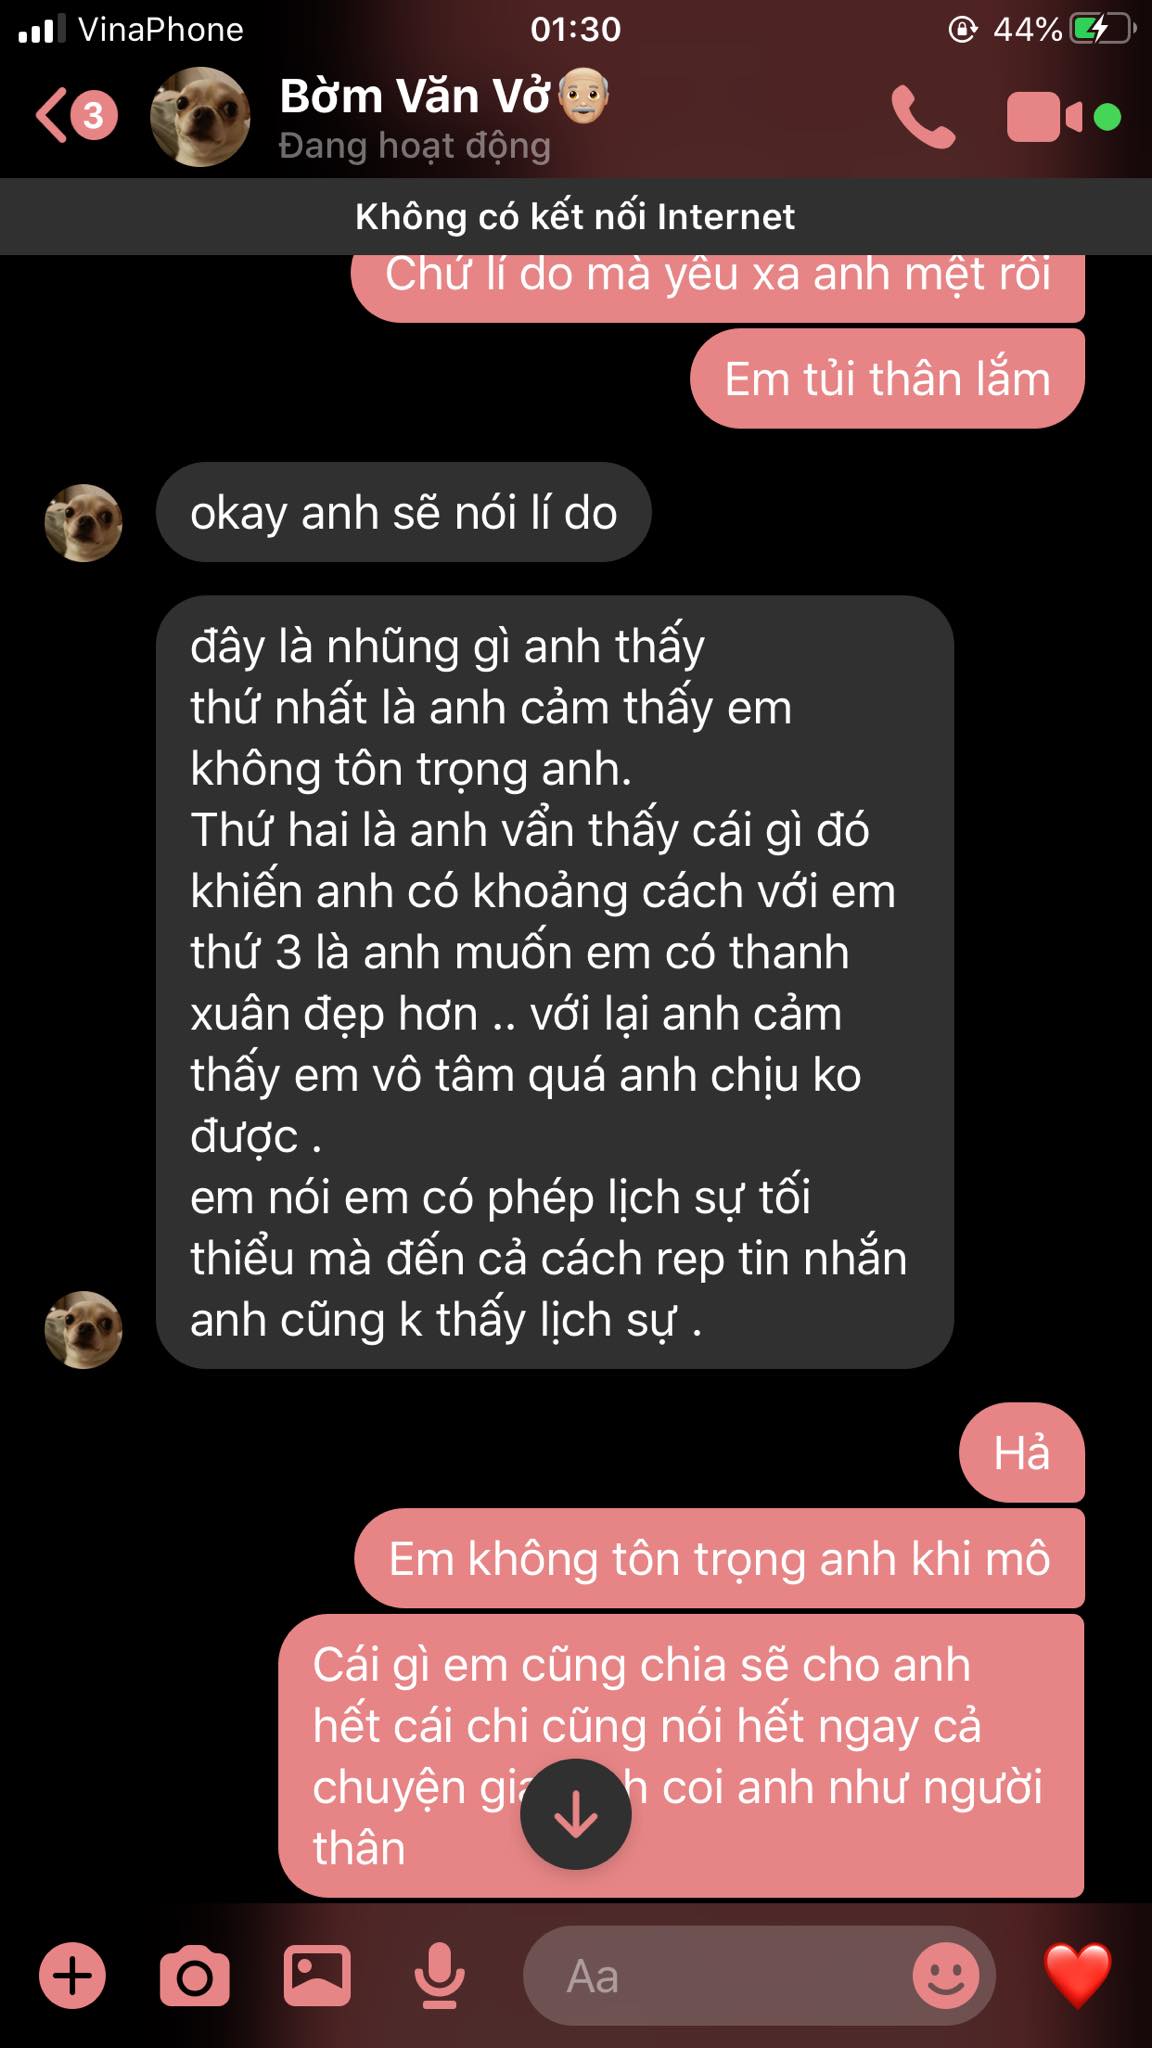 VinaPhone 01:30 44%
3
Bờm Văn Vở👴🏼
Đang hoạt động
Không có kết nối Internet
Chứ lí do mà yêu xa anh mệt rồi
Em tủi thân lắm
okay anh sẽ nói lí do
đây là những gì anh thấy
thứ nhất là anh cảm thấy em
không tôn trọng anh.
Thứ hai là anh vẩn thấy cái gì đó
khiến anh có khoảng cách với em
thứ 3 là anh muốn em có thanh
xuân đẹp hơn .. với lại anh cảm
thấy em vô tâm quá anh chịu ko
được .
em nói em có phép lịch sự tối
thiểu mà đến cả cách rep tin nhắn
anh cũng k thấy lịch sự .
Hả
Em không tôn trọng anh khi mô
Cái gì em cũng chia sẽ cho anh
hết cái chi cũng nói hết ngay cả
chuyện coi anh như người
thân
Aa